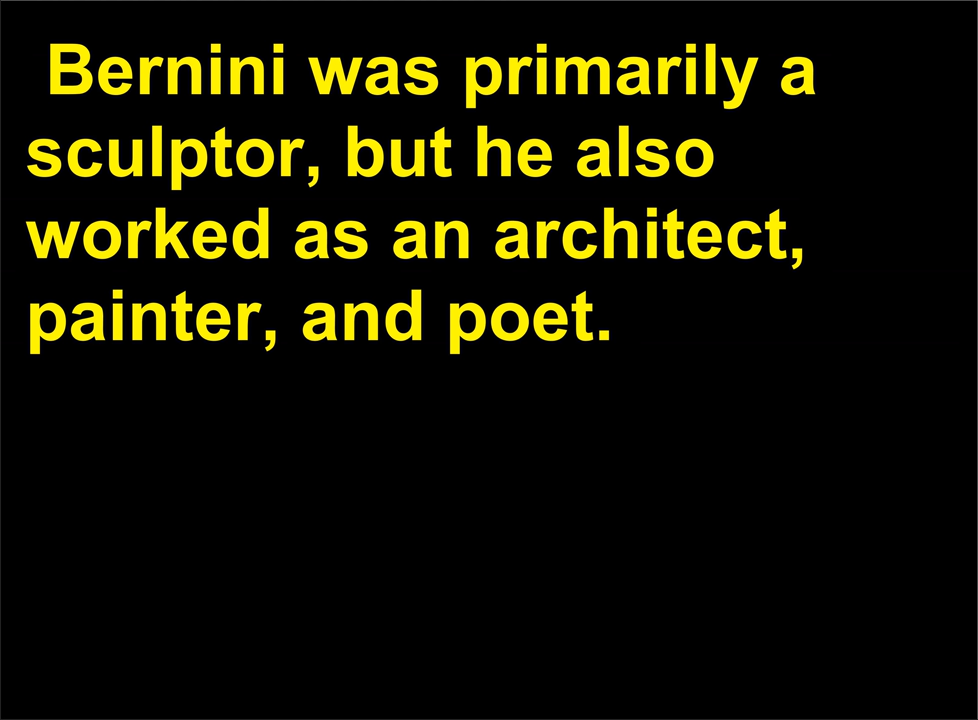 Bernini was primarily a
sculptor, but he also
worked as an architect,
painter, and poet.